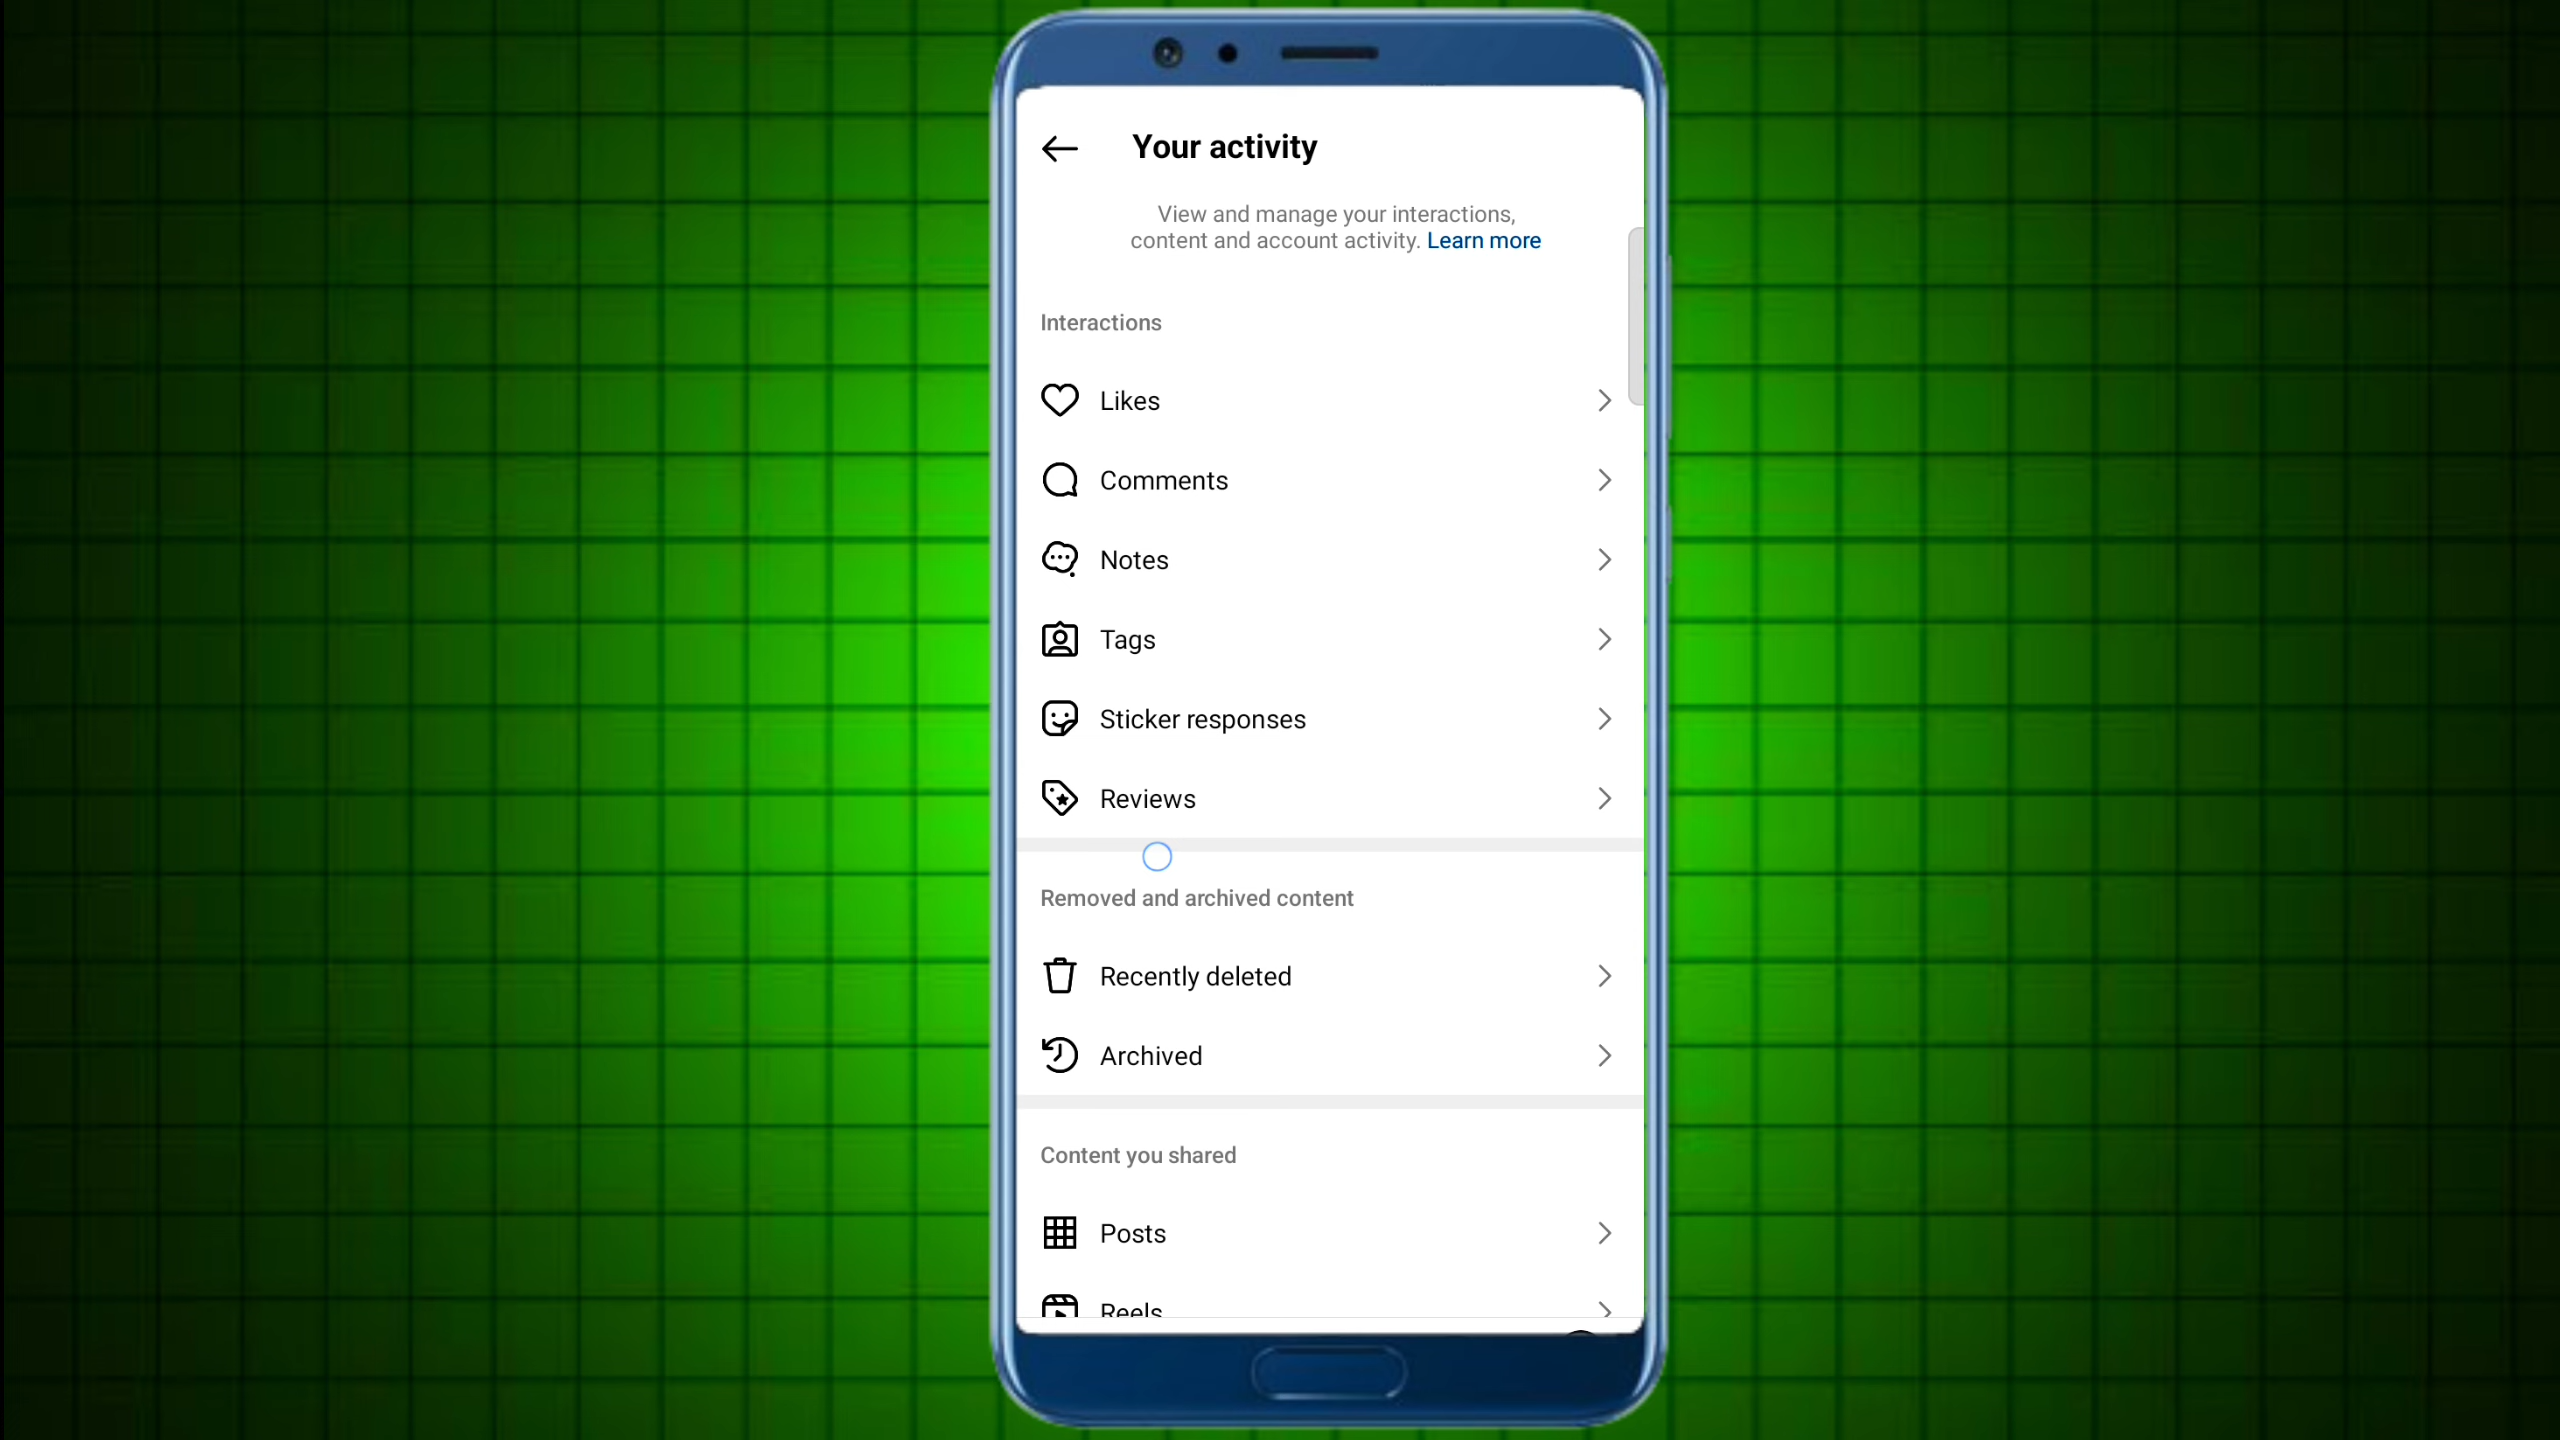 Your activity
View and manage your interactions,
content and account activity. Learn more
Interactions
Likes
Comments
Notes
Tags
Sticker responses
Reviews
Removed and archived content
Recently deleted
Archived
Content you shared
Posts
Reels